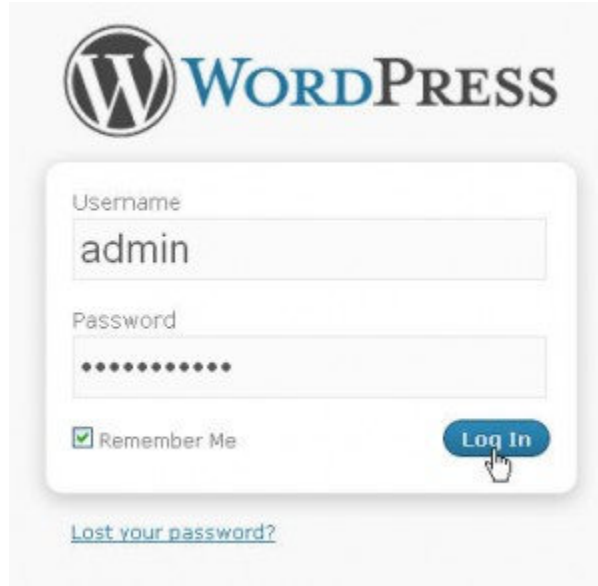 WORDPRESS
Username
admin
Password
•••••••••••
Remember Me
Log In
Lost your password?